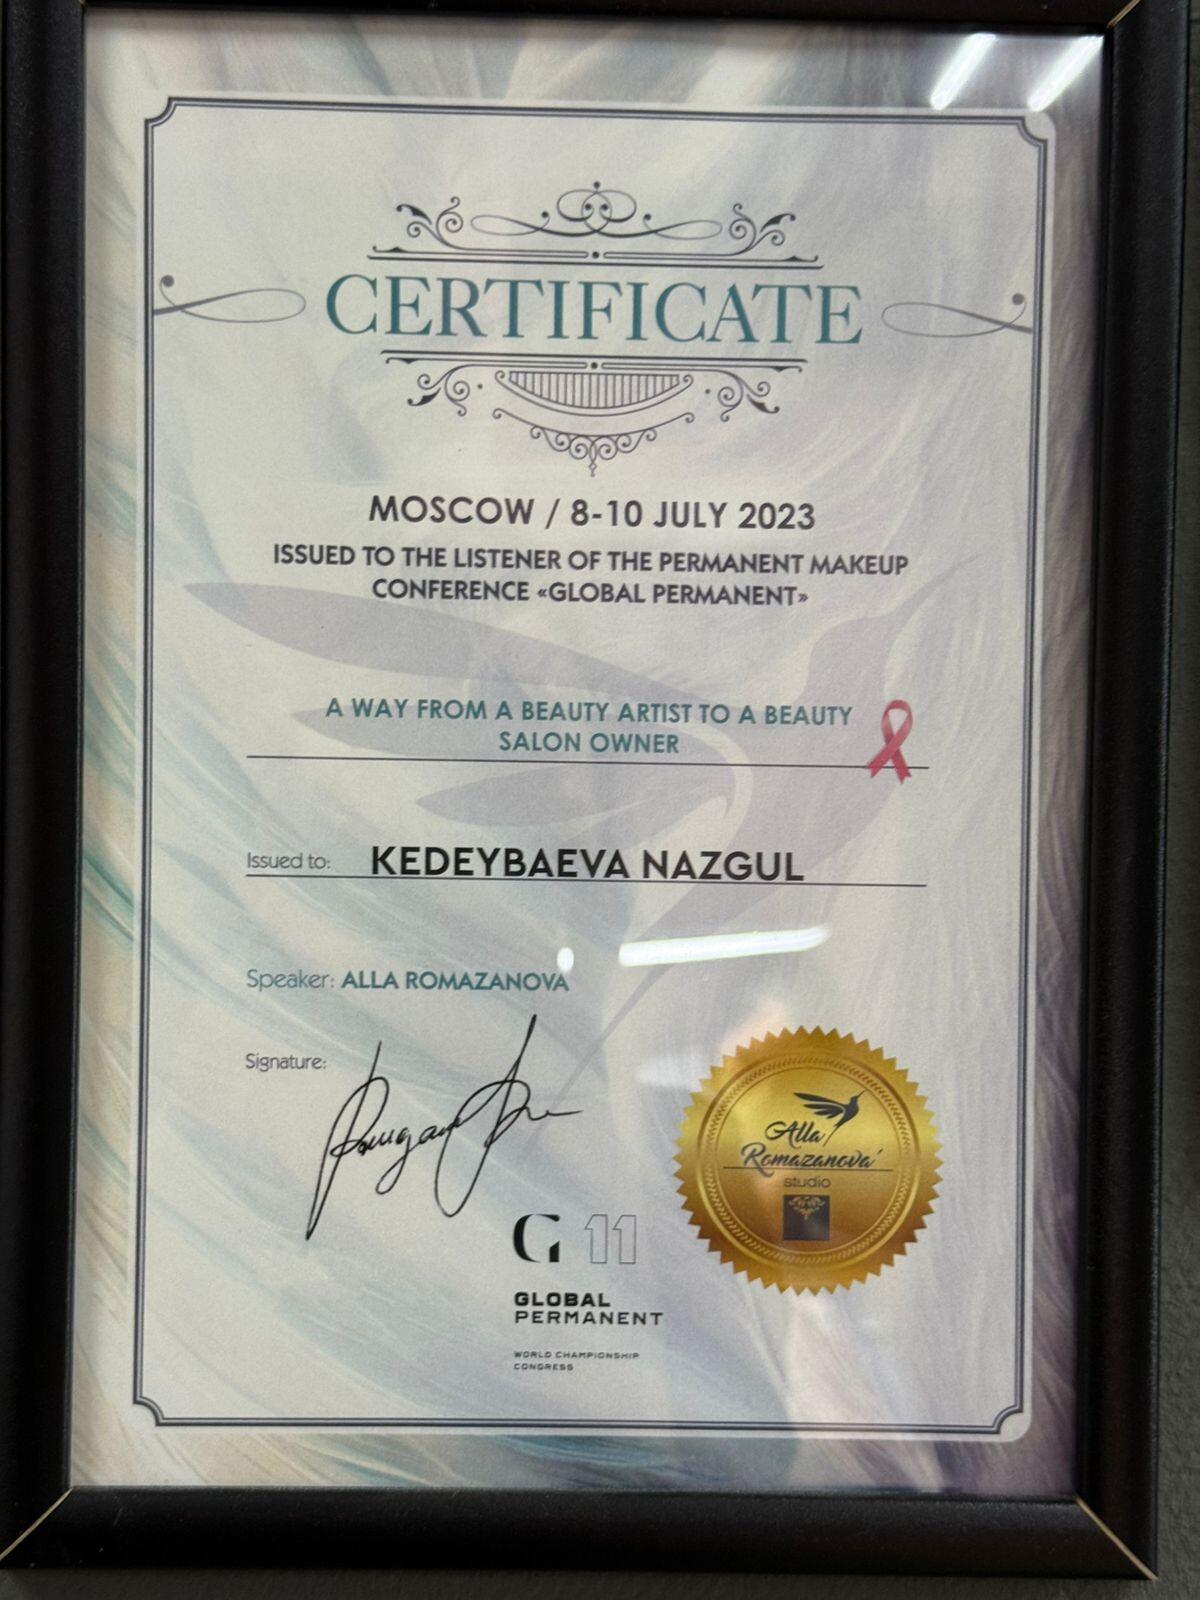 CERTIFICATE
MOSCOW / 8-10 JULY 2023
ISSUED TO THE LISTENER OF THE PERMANENT MAKEUP
CONFERENCE «GLOBAL PERMANENT»
A WAY FROM A BEAUTY ARTIST TO A BEAUTY
SALON OWNER
Issued to: KEDEYBAEVA NAZGUL
Speaker: ALLA ROMAZANOVA
Signature:
Alla
Romazanova
studio
G 11
GLOBAL
PERMANENT
WORLD CHAMPIONSHIP
CONGRESS